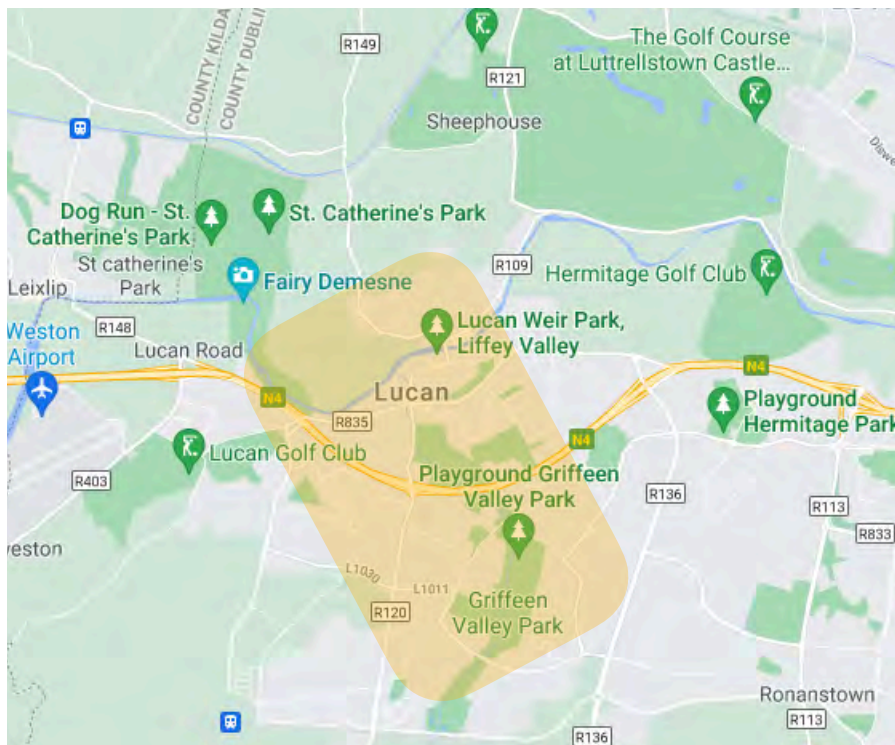 R149
COUNTY KILDA
COUNTY DUBLIN
R121
The Golf Course
at Luttrellstown Castle...
Sheephouse
Dog Run - St.
Catherine's Park
St. Catherine's Park
St catherine's
Park
Fairy Demesne
R109
Hermitage Golf Club
Leixlip
R148
Weston
Airport
Lucan Road
Lucan Weir Park,
Liffey Valley
N4
N4
Lucan
R835
N4
Playground
Hermitage Park
Lucan Golf Club
R403
Playground Griffeen
Valley Park
R136
R113
R833
eston
L1030
L1011
R120
Griffeen
Valley Park
Ronanstown
R113
R136